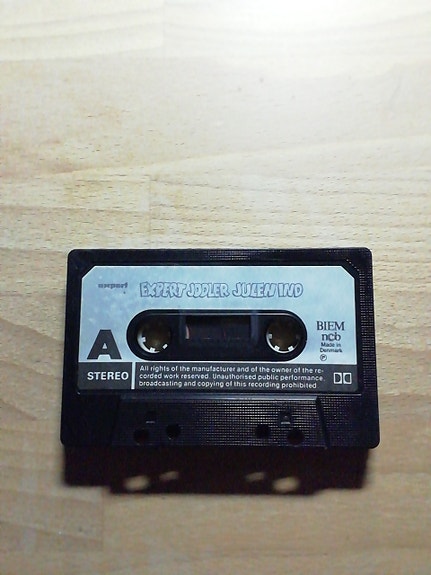 expert
EXPERT JODLER JULEN IND
A
STEREO
BIEM
ncb
Made in
Denmark
℗
All rights of the manufacturer and of the owner of the re-
corded work reserved. Unauthorised public performance,
broadcasting and copying of this recording prohibited